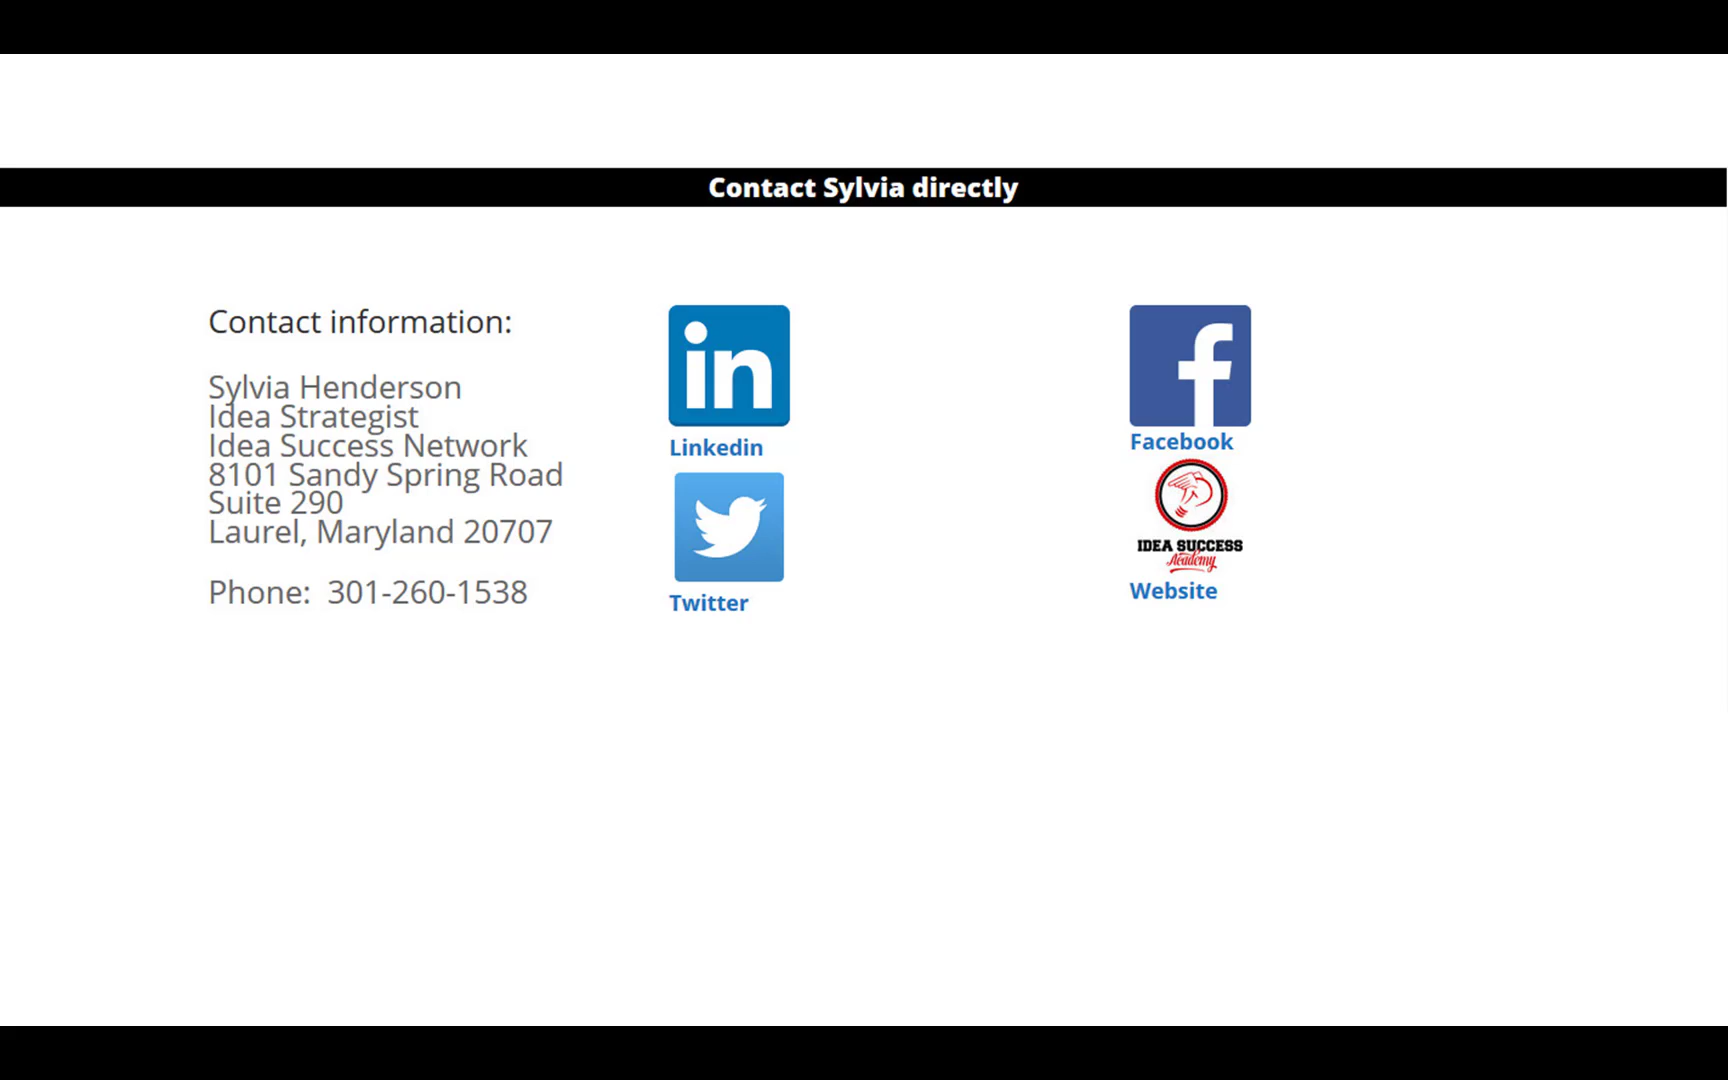 Contact Sylvia directly
Contact information:
Sylvia Henderson
Idea Strategist
Idea Success Network
8101 Sandy Spring Road
Suite 290
Laurel, Maryland 20707
Phone: 301-260-1538
in
Linkedin
Twitter
f
Facebook
IDEA SUCCESS
Academy
Website